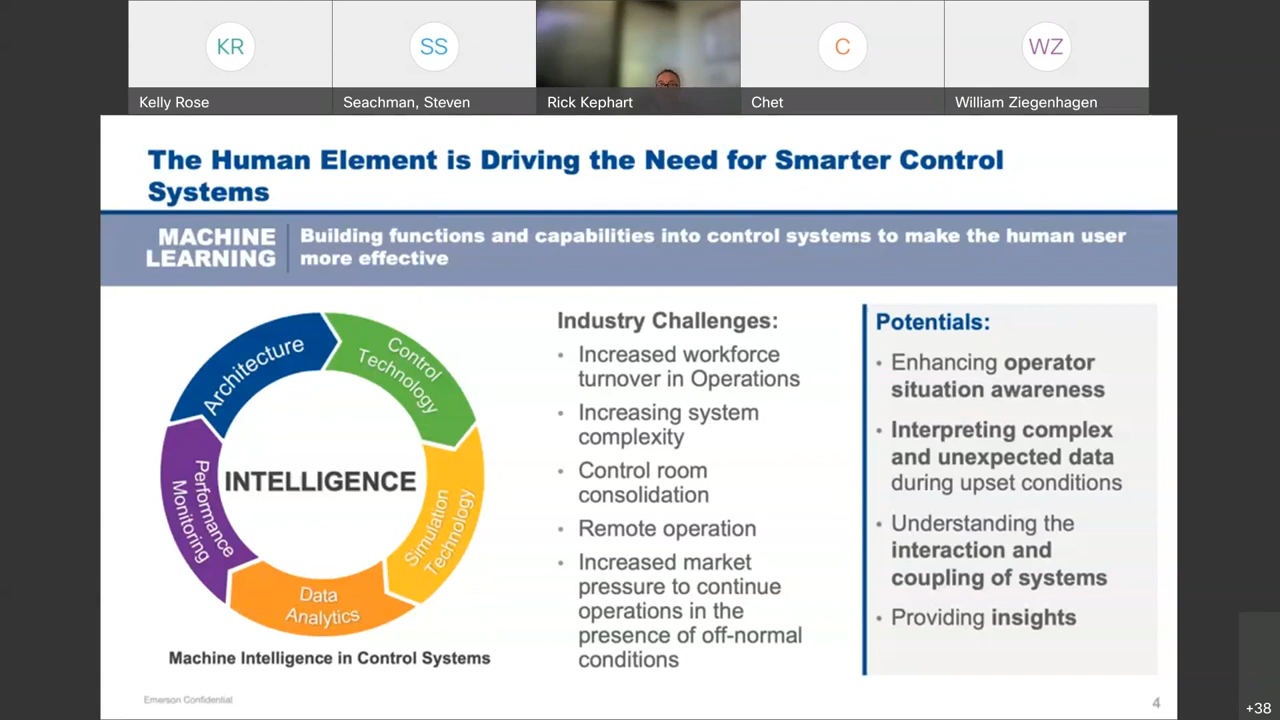 KR
SS
C
WZ
Kelly Rose
Seachman, Steven
Rick Kephart
Chet
William Ziegenhagen
The Human Element is Driving the Need for Smarter Control
Systems
MACHINE
LEARNING
Building functions and capabilities into control systems to make the human user
more effective
Architecture
Control
Technology
Simulation
Technology
Data
Analytics
Performance
Monitoring
INTELLIGENCE
Machine Intelligence in Control Systems
Industry Challenges:
• Increased workforce
turnover in Operations
• Increasing system
complexity
• Control room
consolidation
• Remote operation
• Increased market
pressure to continue
operations in the
presence of off-normal
conditions
Potentials:
• Enhancing operator
situation awareness
• Interpreting complex
and unexpected data
during upset conditions
• Understanding the
interaction and
coupling of systems
• Providing insights
Emerson Confidential
4
+38